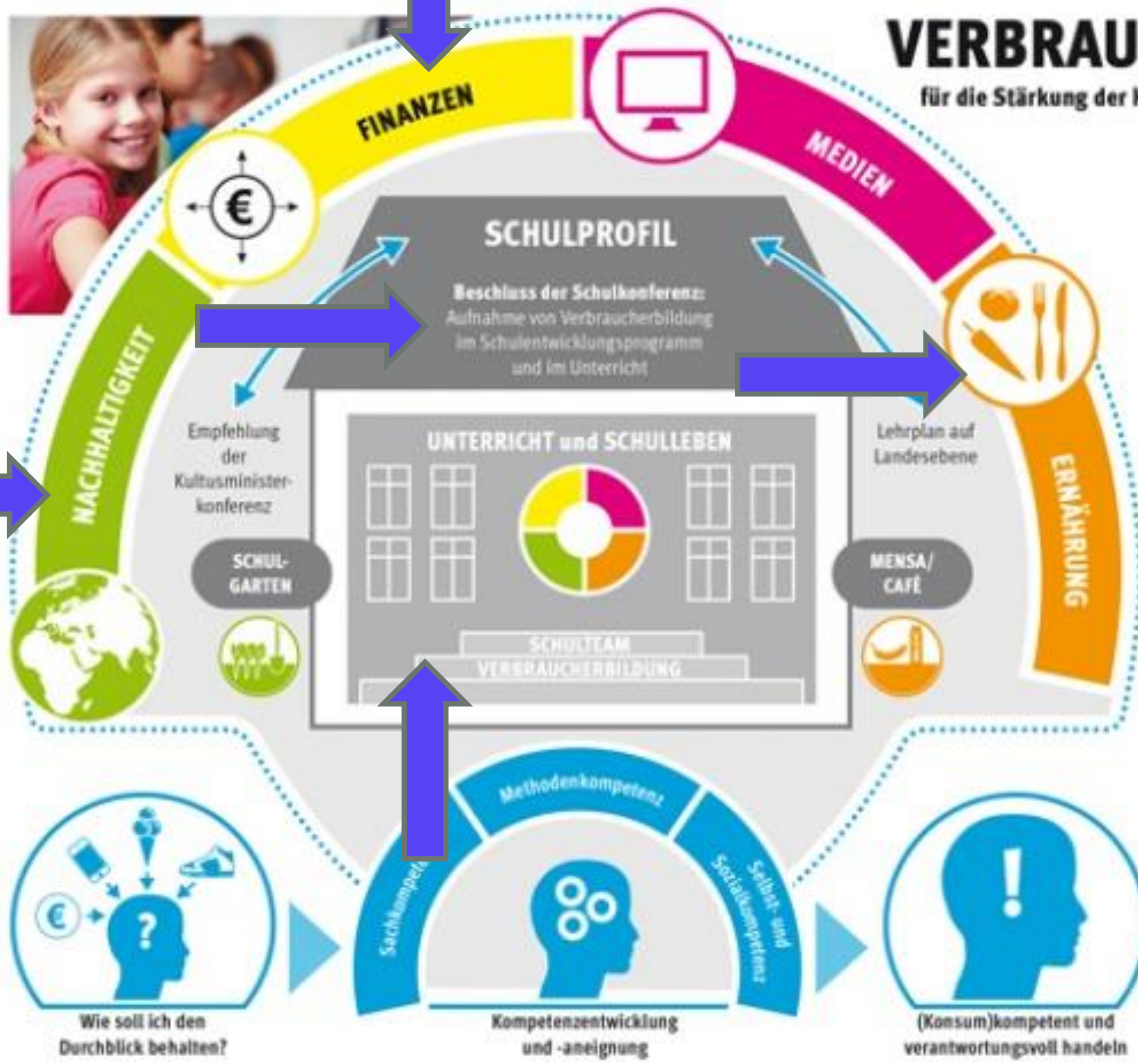 VERBRAU
für die Stärkung der
FINANZEN
MEDIEN
€
NACHHALTIGKEIT
ERNÄHRUNG
SCHULPROFIL
Beschluss der Schulkonferenz:
Aufnahme von Verbraucherbildung
im Schulentwicklungsprogramm
und im Unterricht
Empfehlung
der
Kultusminister-
konferenz
Lehrplan auf
Landesebene
UNTERRICHT und SCHULLEBEN
SCHUL-
GARTEN
MENSA/
CAFÉ
SCHULTEAM
VERBRAUCHERBILDUNG
Methodenkompetenz
Sachkompete
Selbst- und
Sozialkompetenz
€
?
!
Wie soll ich den
Durchblick behalten?
Kompetenzentwicklung
und -aneignung
(Konsum)kompetent und
verantwortungsvoll handeln